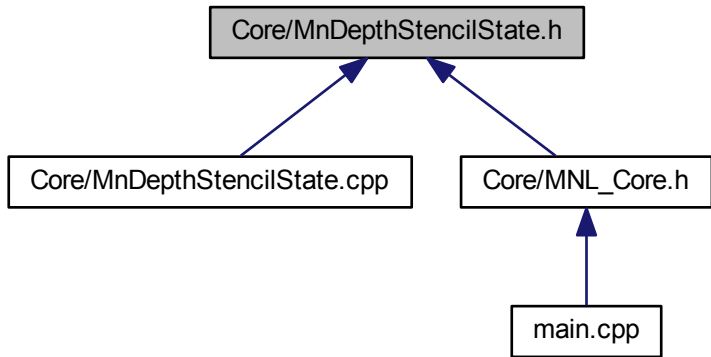 Core/MnDepthStencilState.h
Core/MnDepthStencilState.cpp
Core/MNL_Core.h
main.cpp